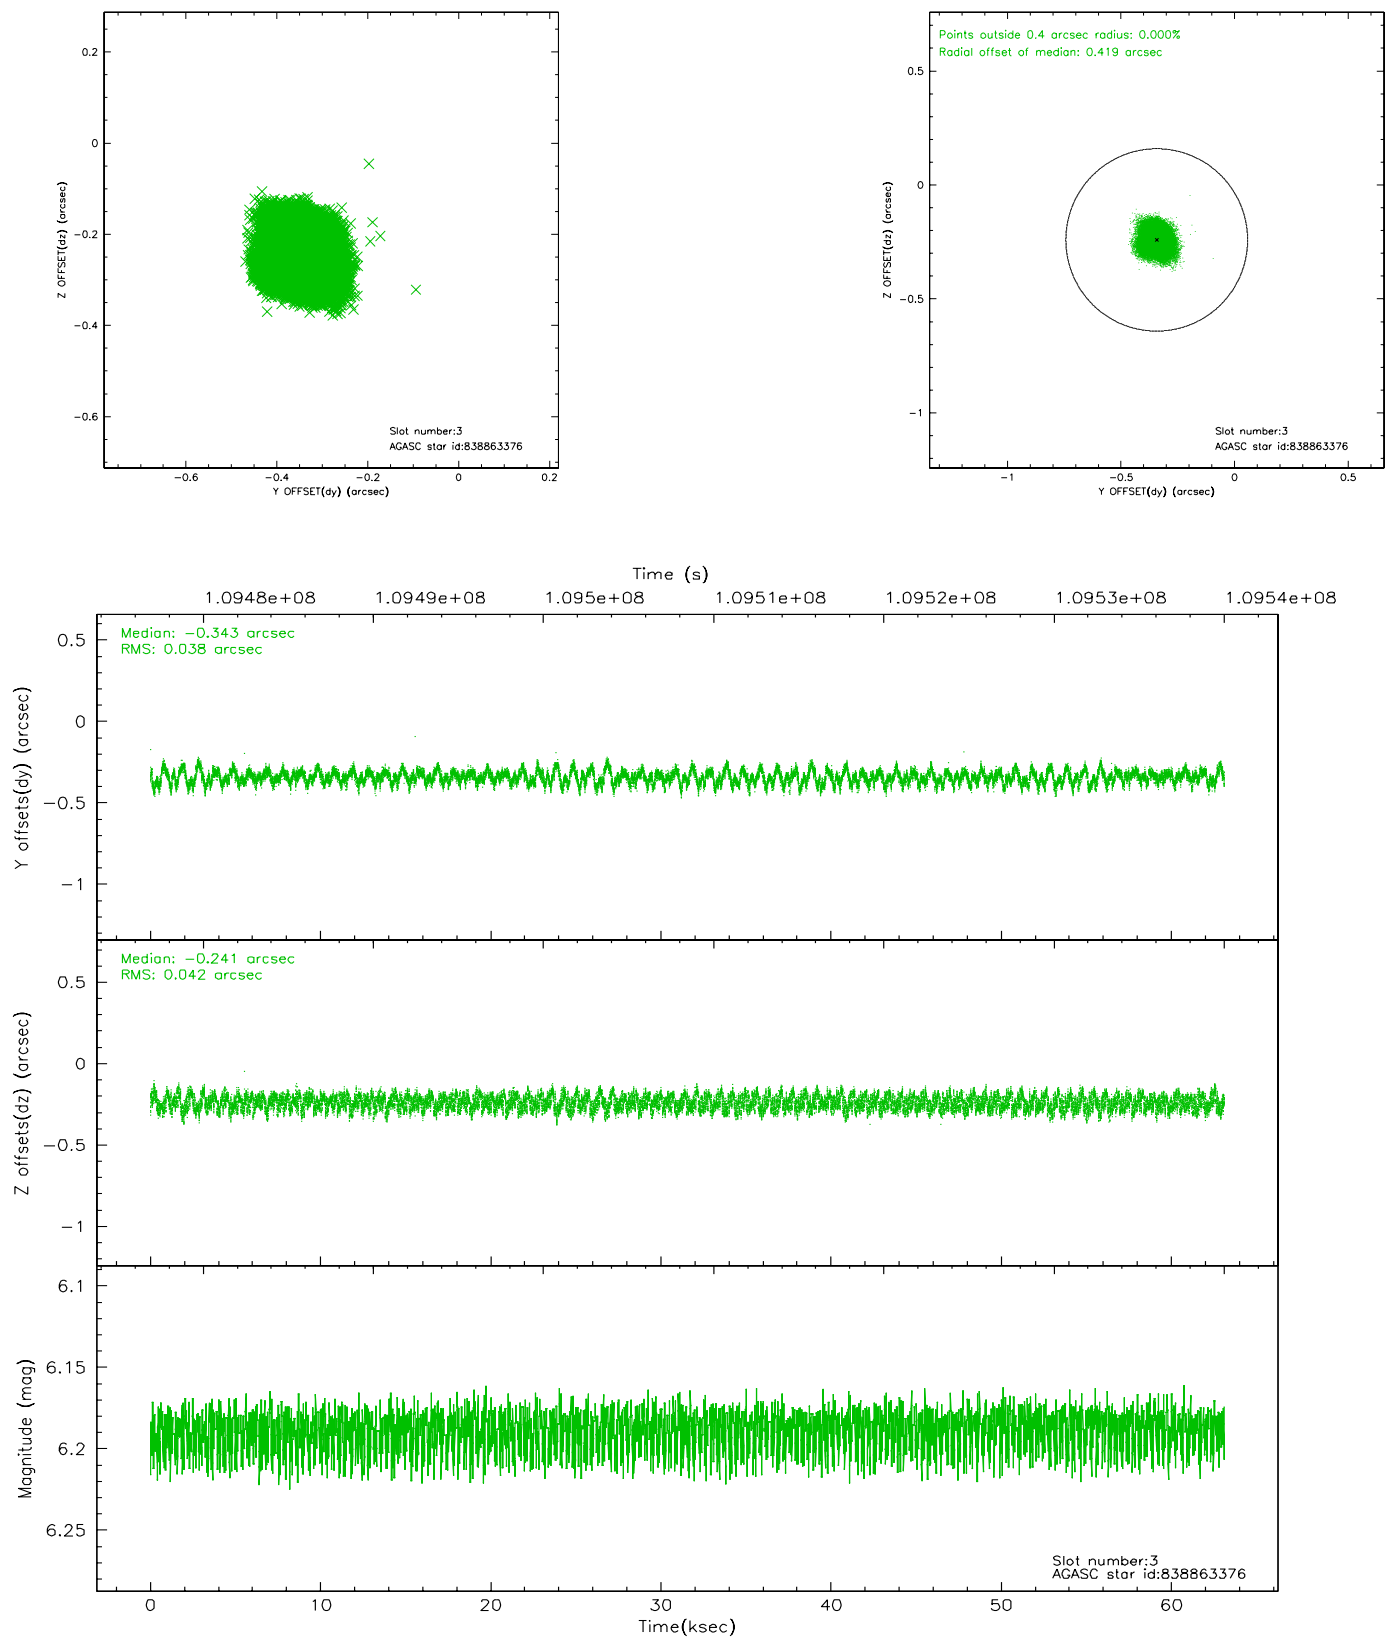 0.2
0
−0.2
−0.4
−0.6
Z OFFSET(dz) (arcsec)
Slot number:3
AGASC star id:838863376
−0.6
−0.4
−0.2
0
0.2
Y OFFSET(dy) (arcsec)
Points outside 0.4 arcsec radius: 0.000%
Radial offset of median: 0.419 arcsec
0.5
0
−0.5
−1
Z OFFSET(dz) (arcsec)
Slot number:3
AGASC star id:838863376
−1
−0.5
0
0.5
Y OFFSET(dy) (arcsec)
Time (s)
1.0948e+08
1.0949e+08
1.095e+08
1.0951e+08
1.0952e+08
1.0953e+08
1.0954e+08
Median: −0.343 arcsec
RMS: 0.038 arcsec
0.5
0
−0.5
−1
Y offsets(dy) (arcsec)
Median: −0.241 arcsec
RMS: 0.042 arcsec
0.5
0
−0.5
−1
Z offsets(dz) (arcsec)
6.1
6.15
6.2
6.25
Magnitude (mag)
Slot number:3
AGASC star id:838863376
0
10
20
30
40
50
60
Time(ksec)